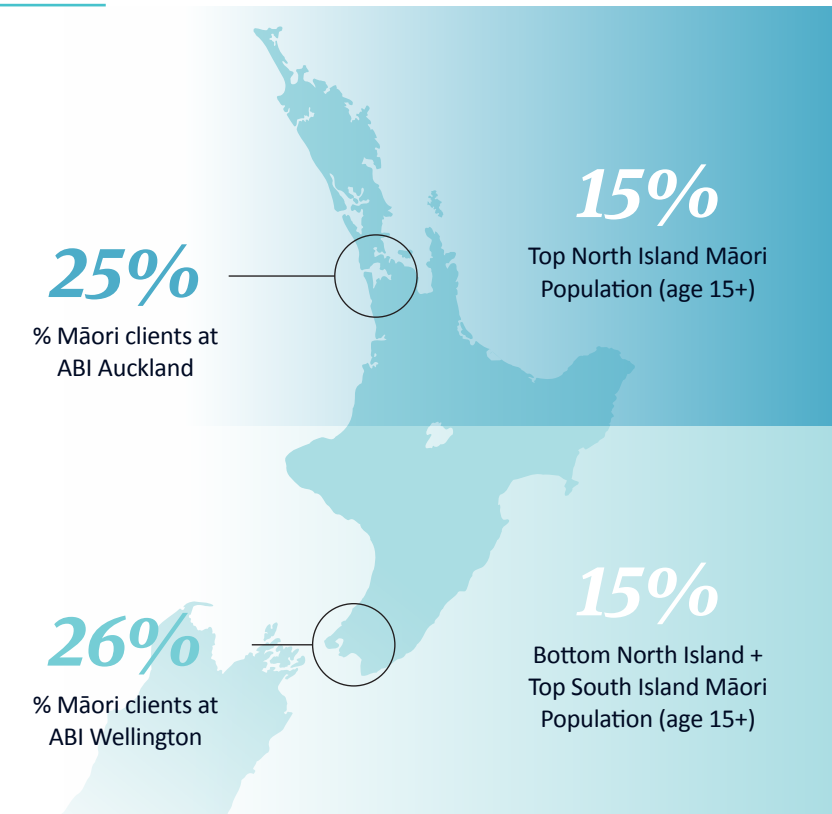 15%
Top North Island Māori
Population (age 15+)
25%
% Māori clients at
ABI Auckland
15%
Bottom North Island +
Top South Island Māori
Population (age 15+)
26%
% Māori clients at
ABI Wellington